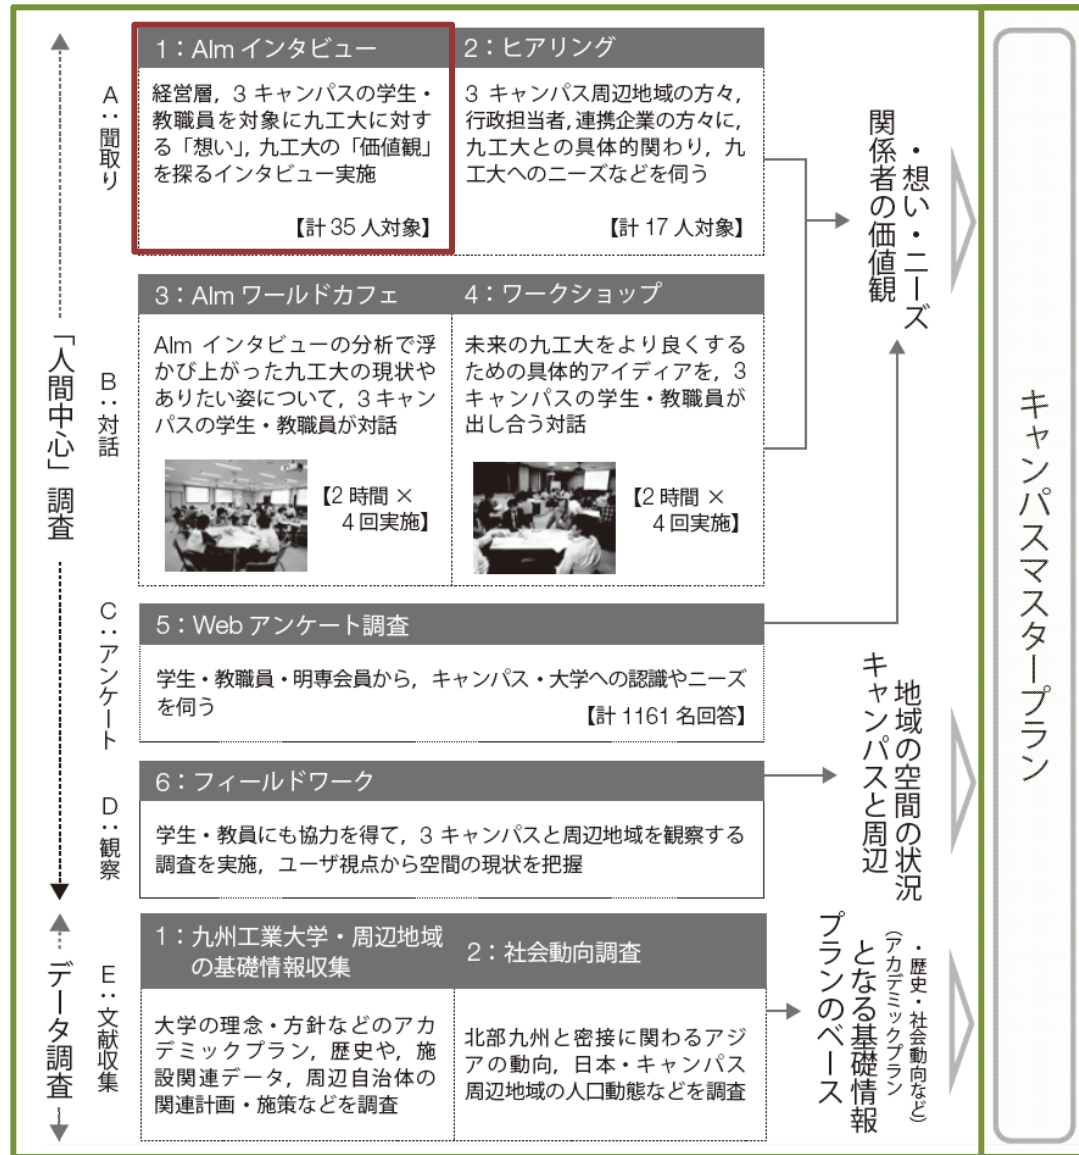 「人間中心」調査
A：聞取り
1：AIm インタビュー
経営層，3 キャンパスの学生・
教職員を対象に九工大に対す
る「想い」，九工大の「価値観」
を探るインタビュー実施
【計 35 人対象】
2：ヒアリング
3 キャンパス周辺地域の方々，
行政担当者，連携企業の方々に，
九工大との具体的関わり，九
工大へのニーズなどを伺う
【計 17 人対象】
B：対話
3：AIm ワールドカフェ
AIm インタビューの分析で浮
かび上がった九工大の現状や
ありたい姿について，3 キャン
パスの学生・教職員が対話
【2 時間 ×
4 回実施】
4：ワークショップ
未来の九工大をより良くする
ための具体的アイディアを，3
キャンパスの学生・教職員が
出し合う対話
【2 時間 ×
4 回実施】
関係者の価値観
・想い・ニーズ
C：アンケート
5：Web アンケート調査
学生・教職員・明専会員から，キャンパス・大学への認識やニーズ
を伺う
【計 1161 名回答】
D：観察
6：フィールドワーク
学生・教員にも協力を得て，3 キャンパスと周辺地域を観察する
調査を実施，ユーザ視点から空間の現状を把握
キャンパスと周辺
地域の空間の状況
データ調査
E：文献収集
1：九州工業大学・周辺地域
の基礎情報収集
大学の理念・方針などのアカ
デミックプラン，歴史や，施
設関連データ，周辺自治体の
関連計画・施策などを調査
2：社会動向調査
北部九州と密接に関わるアジ
アの動向，日本・キャンパス
周辺地域の人口動態などを調査
プランのベース
となる基礎情報
（アカデミックプラン
・歴史・社会動向など）
キャンパスマスタープラン